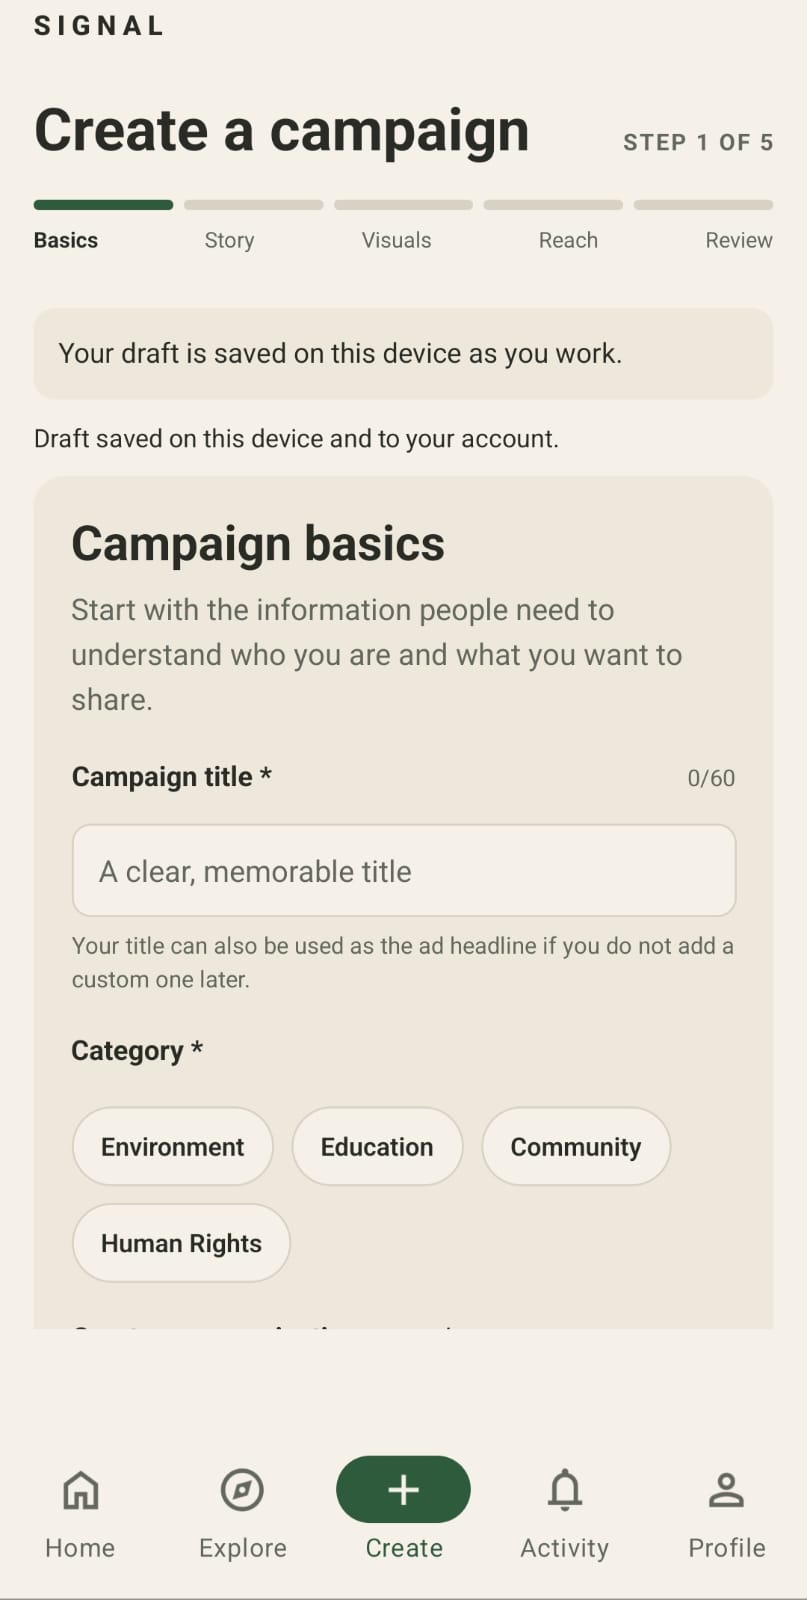 SIGNAL
Create a campaign
STEP 1 OF 5
Basics
Story
Visuals
Reach
Review
Your draft is saved on this device as you work.
Draft saved on this device and to your account.
Campaign basics
Start with the information people need to
understand who you are and what you want to
share.
Campaign title *
0/60
A clear, memorable title
Your title can also be used as the ad headline if you do not add a
custom one later.
Category *
Environment
Education
Community
Human Rights
Home
Explore
Create
Activity
Profile